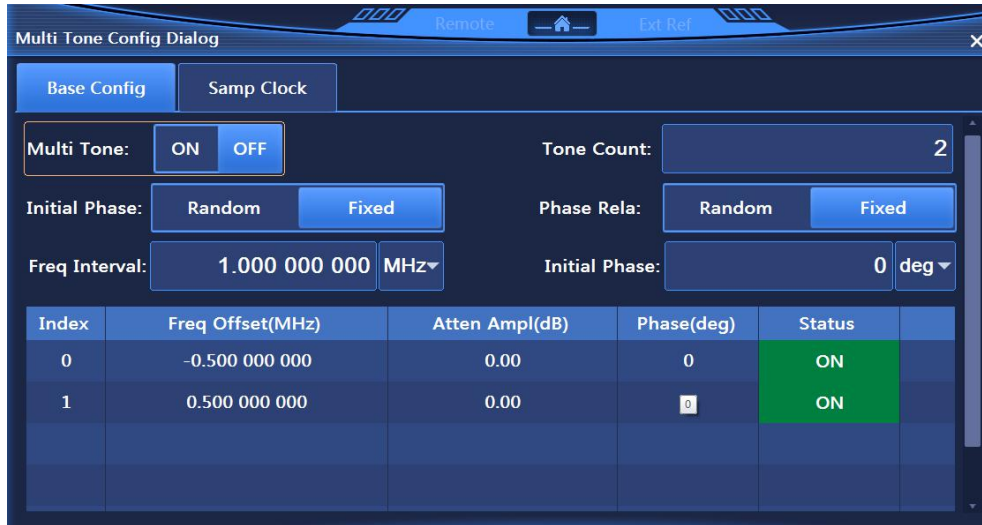 Remote Ext Ref
Multi Tone Config Dialog
Base Config Samp Clock
Multi Tone: ON OFF Tone Count: 2
Initial Phase: Random Fixed Phase Rela: Random Fixed
Freq Interval: 1.000 000 000 MHz Initial Phase: 0 deg
Index Freq Offset(MHz) Atten Ampl(dB) Phase(deg) Status
0 -0.500 000 000 0.00 0 ON
1 0.500 000 000 0.00 0 ON